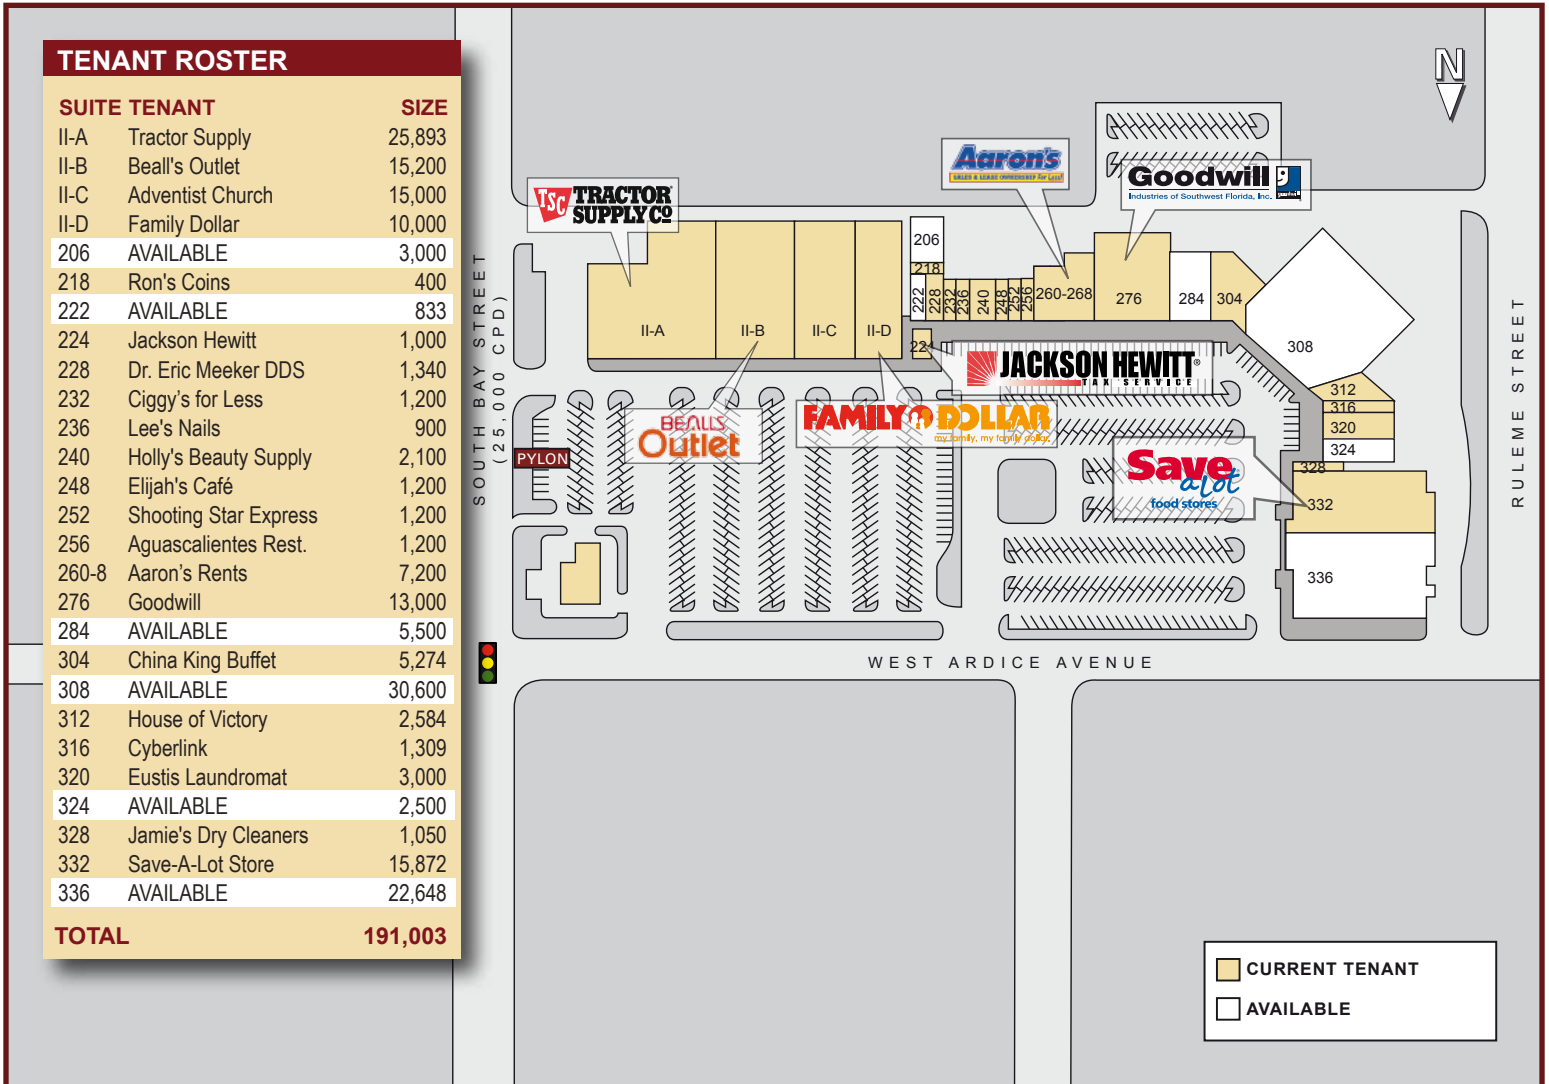 TENANT ROSTER
SUITE TENANT SIZE
II-A Tractor Supply 25,893
II-B Beall's Outlet 15,200
II-C Adventist Church 15,000
II-D Family Dollar 10,000
206 AVAILABLE 3,000
218 Ron's Coins 400
222 AVAILABLE 833
224 Jackson Hewitt 1,000
228 Dr. Eric Meeker DDS 1,340
232 Ciggy's for Less 1,200
236 Lee's Nails 900
240 Holly's Beauty Supply 2,100
248 Elijah's Café 1,200
252 Shooting Star Express 1,200
256 Aguascalientes Rest. 1,200
260-8 Aaron's Rents 7,200
276 Goodwill 13,000
284 AVAILABLE 5,500
304 China King Buffet 5,274
308 AVAILABLE 30,600
312 House of Victory 2,584
316 Cyberlink 1,309
320 Eustis Laundromat 3,000
324 AVAILABLE 2,500
328 Jamie's Dry Cleaners 1,050
332 Save-A-Lot Store 15,872
336 AVAILABLE 22,648
TOTAL 191,003
SOUTH BAY STREET
(25,000 CPD)
PYLON
TSC TRACTOR
SUPPLY CO
Aaron's
SALES & LEASE OWNERSHIP For Less!
Goodwill
Industries of Southwest Florida, Inc.
goodwill
N
II-A
II-B
II-C
II-D
206
218
222
228
232
236
240
248
252
256
260-268
276
284
304
308
224
JACKSON HEWITT®
TAX SERVICE
BEALLS
Outlet
FAMILY DOLLAR
my family, my family dollar.
Save
a lot
food stores
312
316
320
324
328
332
336
RULEME STREET
WEST ARDICE AVENUE
CURRENT TENANT
AVAILABLE